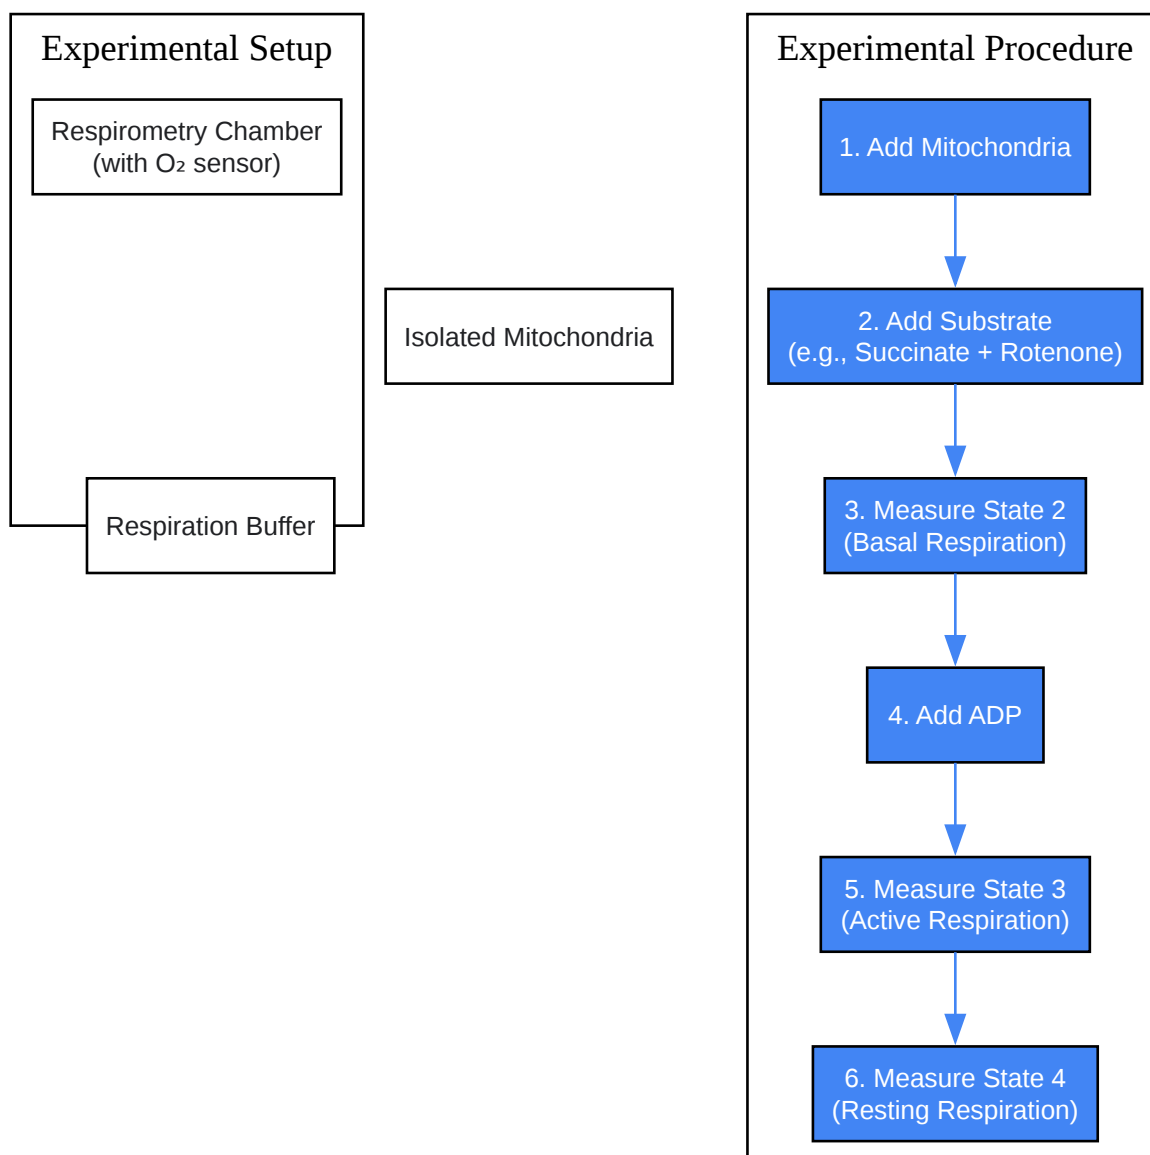 Experimental Setup
Respirometry Chamber
(with O₂ sensor)
Isolated Mitochondria
Respiration Buffer
Experimental Procedure
1. Add Mitochondria
2. Add Substrate
(e.g., Succinate + Rotenone)
3. Measure State 2
(Basal Respiration)
4. Add ADP
5. Measure State 3
(Active Respiration)
6. Measure State 4
(Resting Respiration)